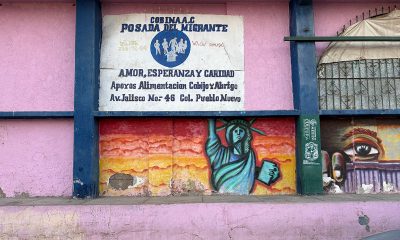 COBINA A.C
POSADA DEL MIGRANTE
AMOR, ESPERANZA Y CARIDAD
Apoyos Alimentacion Cobijo y Abrigo
Av. Jalisco No. 46 Col. Pueblo Nuevo